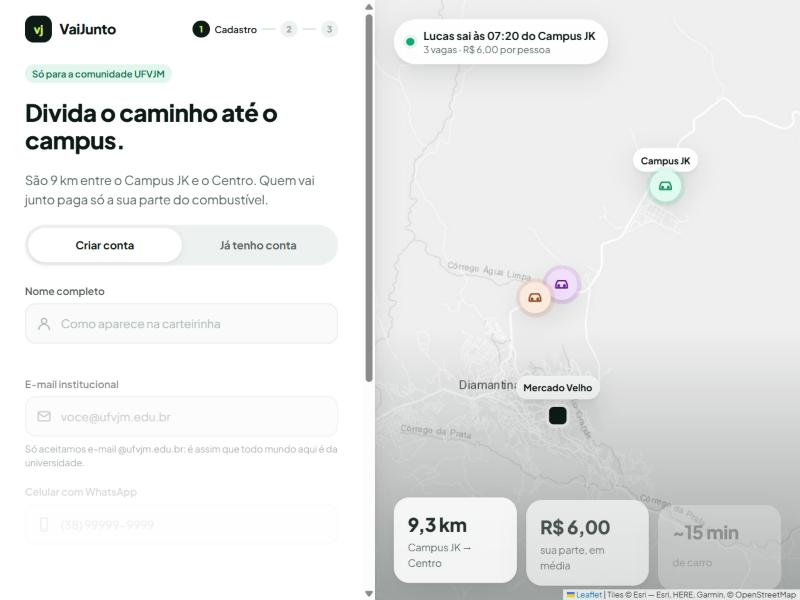 vj VaiJunto
1 Cadastro 2 3
Só para a comunidade UFVJM
Divida o caminho até o
campus.
São 9 km entre o Campus JK e o Centro. Quem vai
junto paga só a sua parte do combustível.
Criar conta
Já tenho conta
Nome completo
Como aparece na carteirinha
E-mail institucional
voce@ufvjm.edu.br
Só aceitamos e-mail @ufvjm.edu.br: é assim que todo mundo aqui é da
universidade.
Celular com WhatsApp
(38) 99999-9999
Lucas sai às 07:20 do Campus JK
3 vagas · R$ 6,00 por pessoa
Campus JK
Córrego Água Limpa
Diamantina
Mercado Velho
Grande
Córrego da Prata
Córrego da Prata
9,3 km
Campus JK →
Centro
R$ 6,00
sua parte, em
média
~15 min
de carro
Leaflet | Tiles © Esri — Esri, HERE, Garmin, © OpenStreetMap